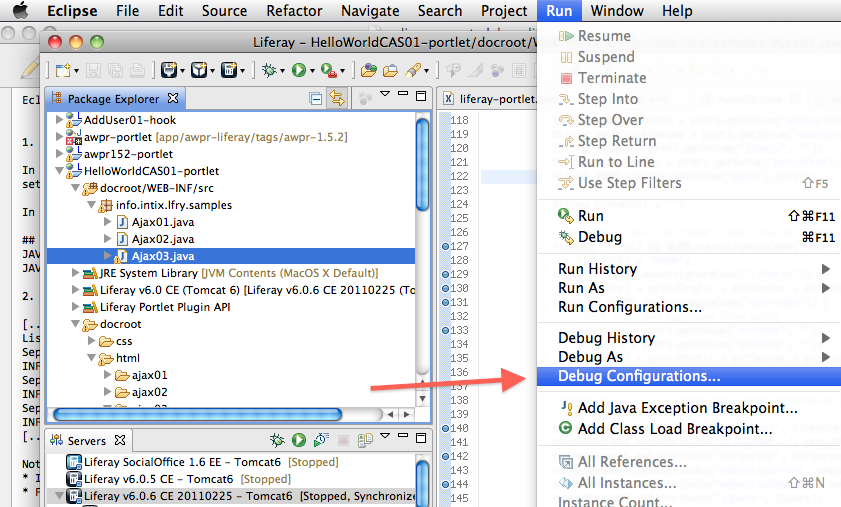 Eclipse File Edit Source Refactor Navigate Search Project Run Window Help
Liferay – HelloWorldCAS01-portlet/docroot/W
Package Explorer
AddUser01-hook
awpr-portlet [app/awpr-liferay/tags/awpr-1.5.2]
awpr152-portlet
HelloWorldCAS01-portlet
docroot/WEB-INF/src
info.intix.lfry.samples
Ajax01.java
Ajax02.java
Ajax03.java
JRE System Library [JVM Contents (MacOS X Default)]
Liferay v6.0 CE (Tomcat 6) [Liferay v6.0.6 CE 20110225 (To
Liferay Portlet Plugin API
docroot
css
html
ajax01
ajax02
Servers
Liferay SocialOffice 1.6 EE – Tomcat6 [Stopped]
Liferay v6.0.5 CE – Tomcat6 [Stopped]
Liferay v6.0.6 CE 20110225 – Tomcat6 [Stopped, Synchronize
liferay-portlet.
118
119
120
121
122
123
124
125
126
127
128
129
130
131
132
133
134
135
136
137
138
139
140
141
142
143
144
145
Resume
Suspend
Terminate
Step Into
Step Over
Step Return
Run to Line
Use Step Filters ⇧F5
Run ⇧⌘F11
Debug ⌘F11
Run History
Run As
Run Configurations...
Debug History
Debug As
Debug Configurations...
Add Java Exception Breakpoint...
Add Class Load Breakpoint...
All References...
All Instances... ⇧⌘N
Instance Count...
Ecl
1.
In
set
In
##
JAV
JAV
2.
[..
Lis
Sep
INF
Sep
INF
Sep
INF
[..
Not
* I
* F